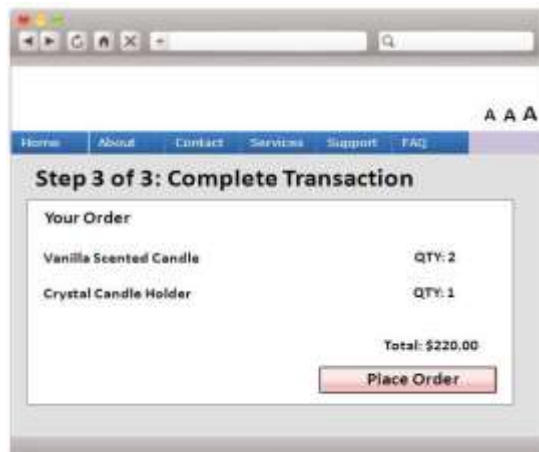 A A A
Home About Contact Services Support FAQ
Step 3 of 3: Complete Transaction
Your Order
Vanilla Scented Candle QTY: 2
Crystal Candle Holder QTY: 1
Total: $220.00
Place Order